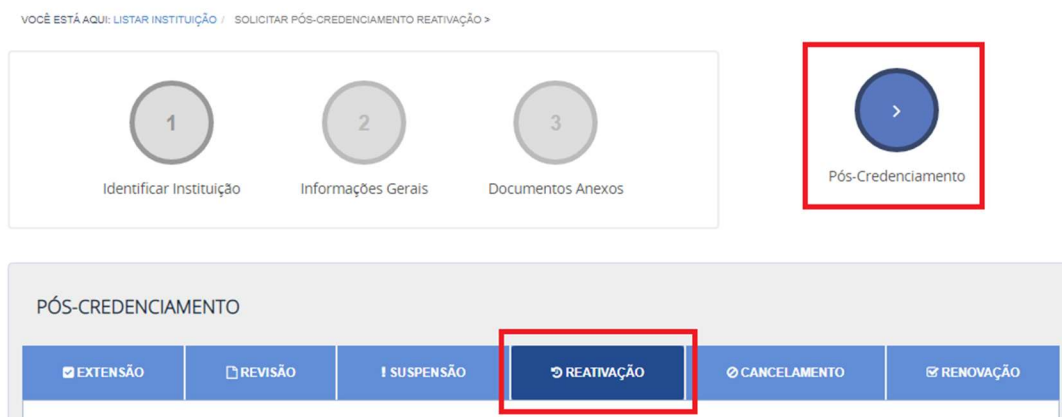 VOCÊ ESTÁ AQUI: LISTAR INSTITUIÇÃO / SOLICITAR PÓS-CREDENCIAMENTO REATIVAÇÃO >
1 2 3
Identificar Instituição Informações Gerais Documentos Anexos Pós-Credenciamento
PÓS-CREDENCIAMENTO
EXTENSÃO REVISÃO SUSPENSÃO REATIVAÇÃO CANCELAMENTO RENOVAÇÃO